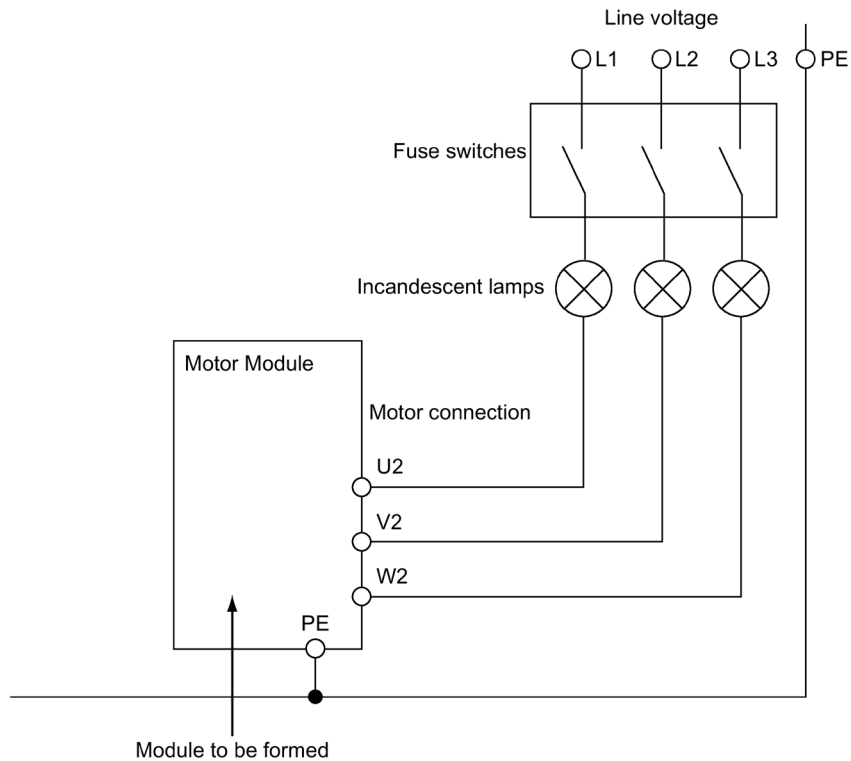 Line voltage
L1
L2
L3
PE
Fuse switches
Incandescent lamps
Motor Module
Motor connection
U2
V2
W2
PE
Module to be formed